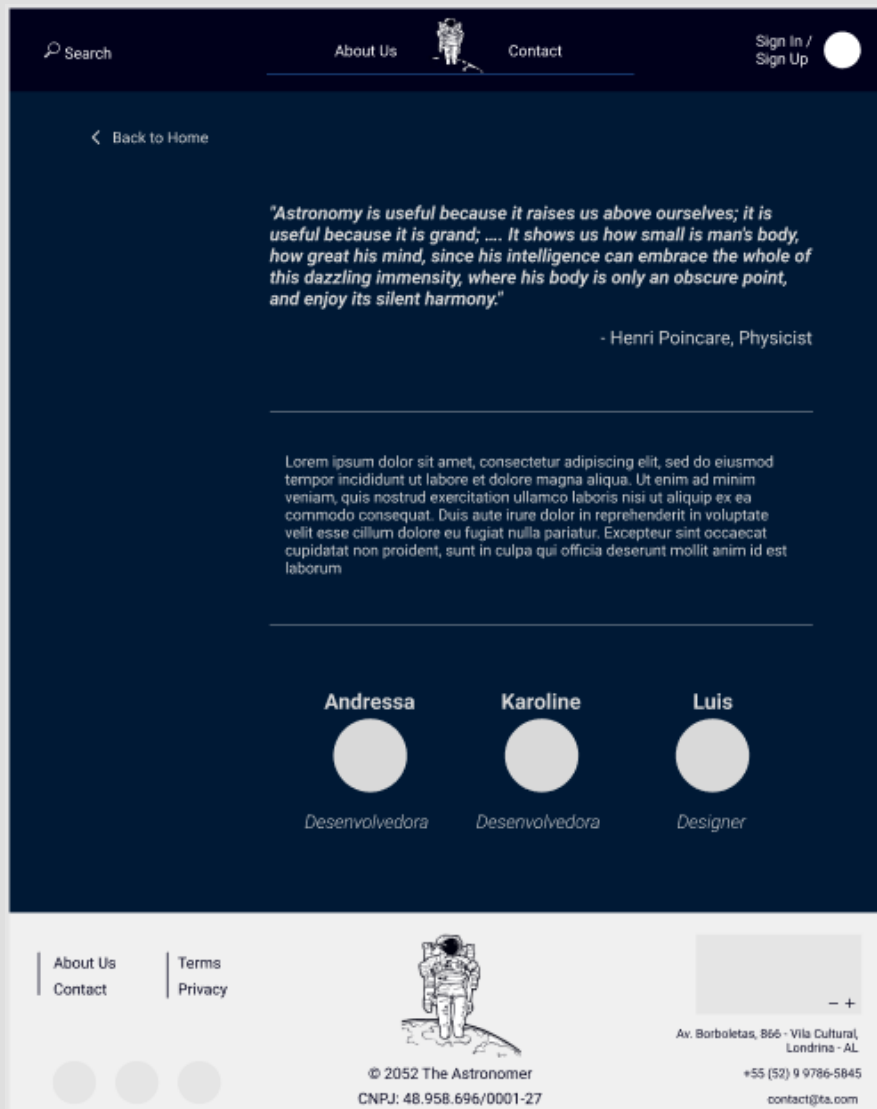 Search
About Us
Contact
Sign In /
Sign Up
Back to Home
"Astronomy is useful because it raises us above ourselves; it is
useful because it is grand; .... It shows us how small is man's body,
how great his mind, since his intelligence can embrace the whole of
this dazzling immensity, where his body is only an obscure point,
and enjoy its silent harmony."
- Henri Poincare, Physicist
Lorem ipsum dolor sit amet, consectetur adipiscing elit, sed do eiusmod
tempor incididunt ut labore et dolore magna aliqua. Ut enim ad minim
veniam, quis nostrud exercitation ullamco laboris nisi ut aliquip ex ea
commodo consequat. Duis aute irure dolor in reprehenderit in voluptate
velit esse cillum dolore eu fugiat nulla pariatur. Excepteur sint occaecat
cupidatat non proident, sunt in culpa qui officia deserunt mollit anim id est
laborum
Andressa
Karoline
Luis
Desenvolvedora
Desenvolvedora
Designer
About Us
Contact
Terms
Privacy
© 2052 The Astronomer
CNPJ: 48.958.696/0001-27
− +
Av. Borboletas, 866 - Vila Cultural,
Londrina - AL
+55 (52) 9 9786-5845
contact@ta.com